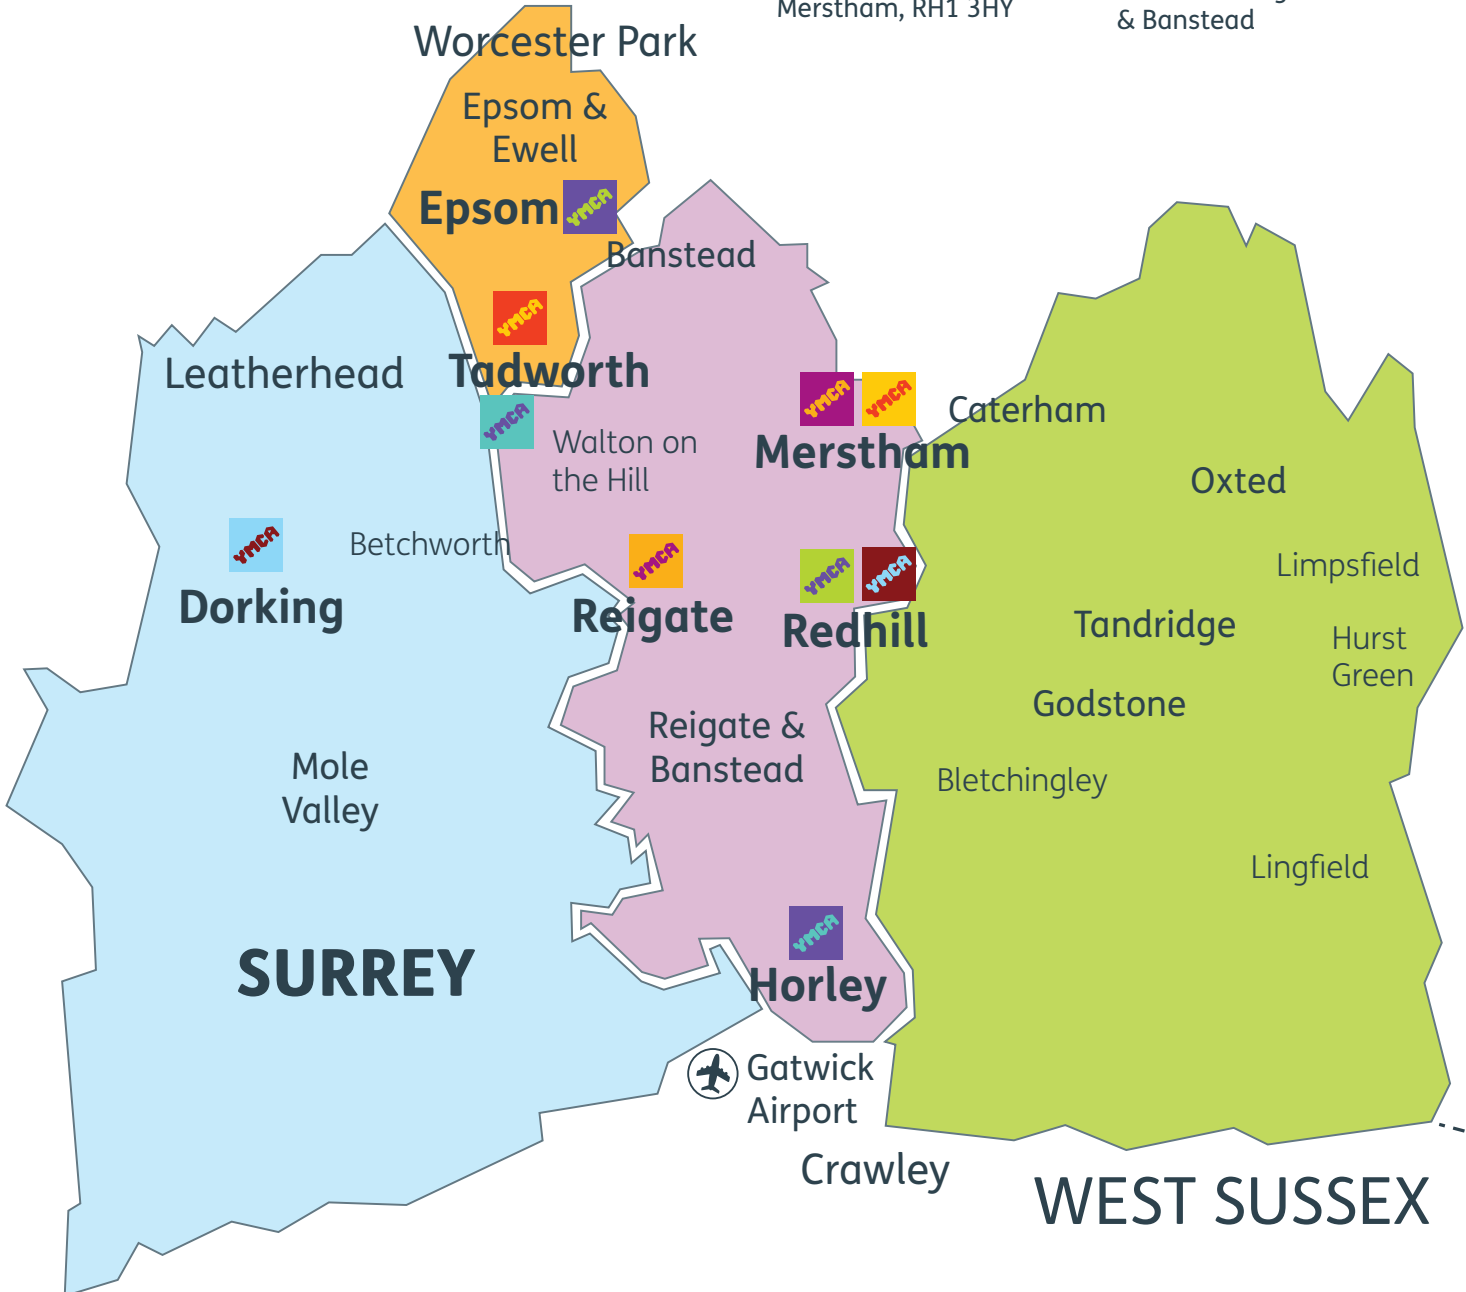 Merstham, RH1 3HY
& Banstead
Worcester Park
Epsom &
Ewell
Epsom
YMCA
Banstead
YMCA
Tadworth
Leatherhead
YMCA
YMCA
YMCA
Caterham
Walton on
the Hill
Merstham
Oxted
YMCA
Betchworth
YMCA
YMCA
YMCA
Limpsfield
Dorking
Reigate
Redhill
Tandridge
Hurst
Green
Godstone
Reigate &
Banstead
Mole
Valley
Bletchingley
Lingfield
YMCA
SURREY
Horley
Gatwick
Airport
Crawley
WEST SUSSEX